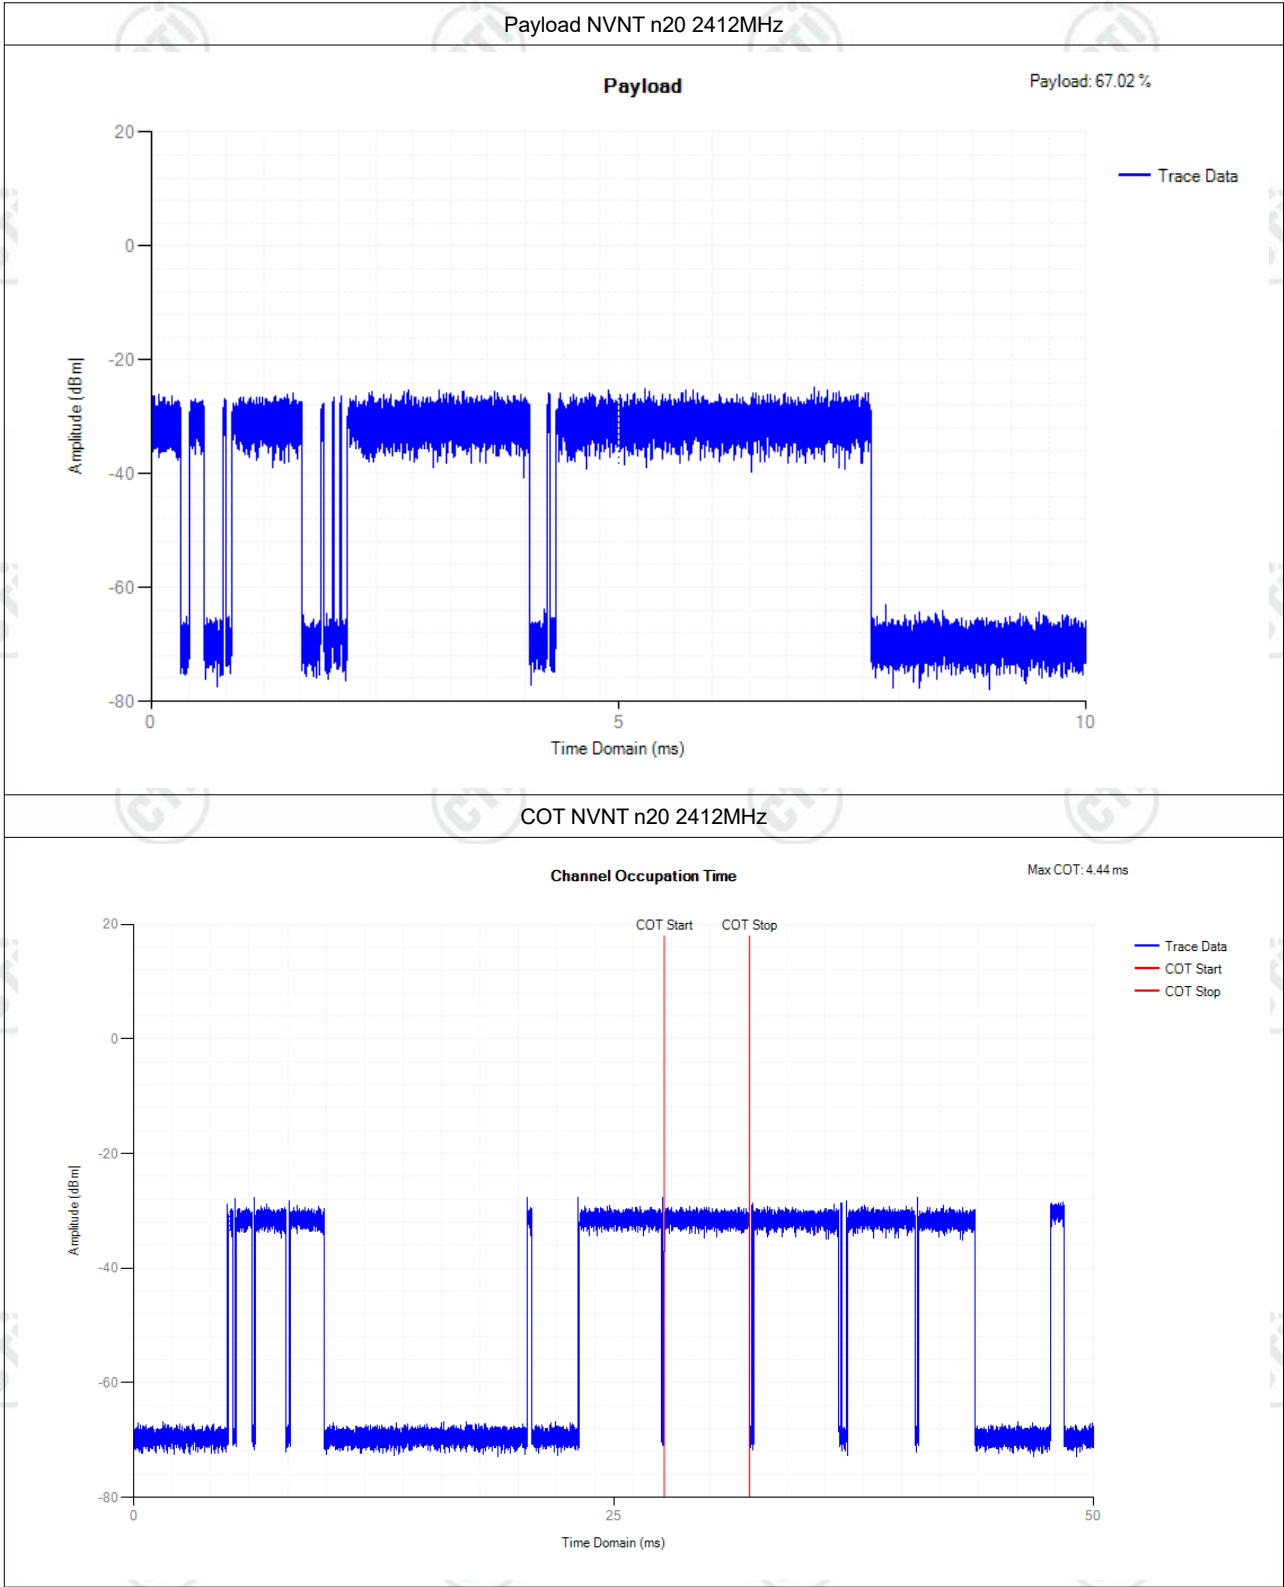 Payload NVNT n20 2412MHz
Payload
Payload: 67.02 %
20
0
-20
-40
-60
-80
Amplitude (dBm)
Trace Data
0
5
10
Time Domain (ms)
COT NVNT n20 2412MHz
Channel Occupation Time
Max COT: 4.44 ms
COT Start
COT Stop
20
0
-20
-40
-60
-80
Amplitude (dBm)
Trace Data
COT Start
COT Stop
0
25
50
Time Domain (ms)